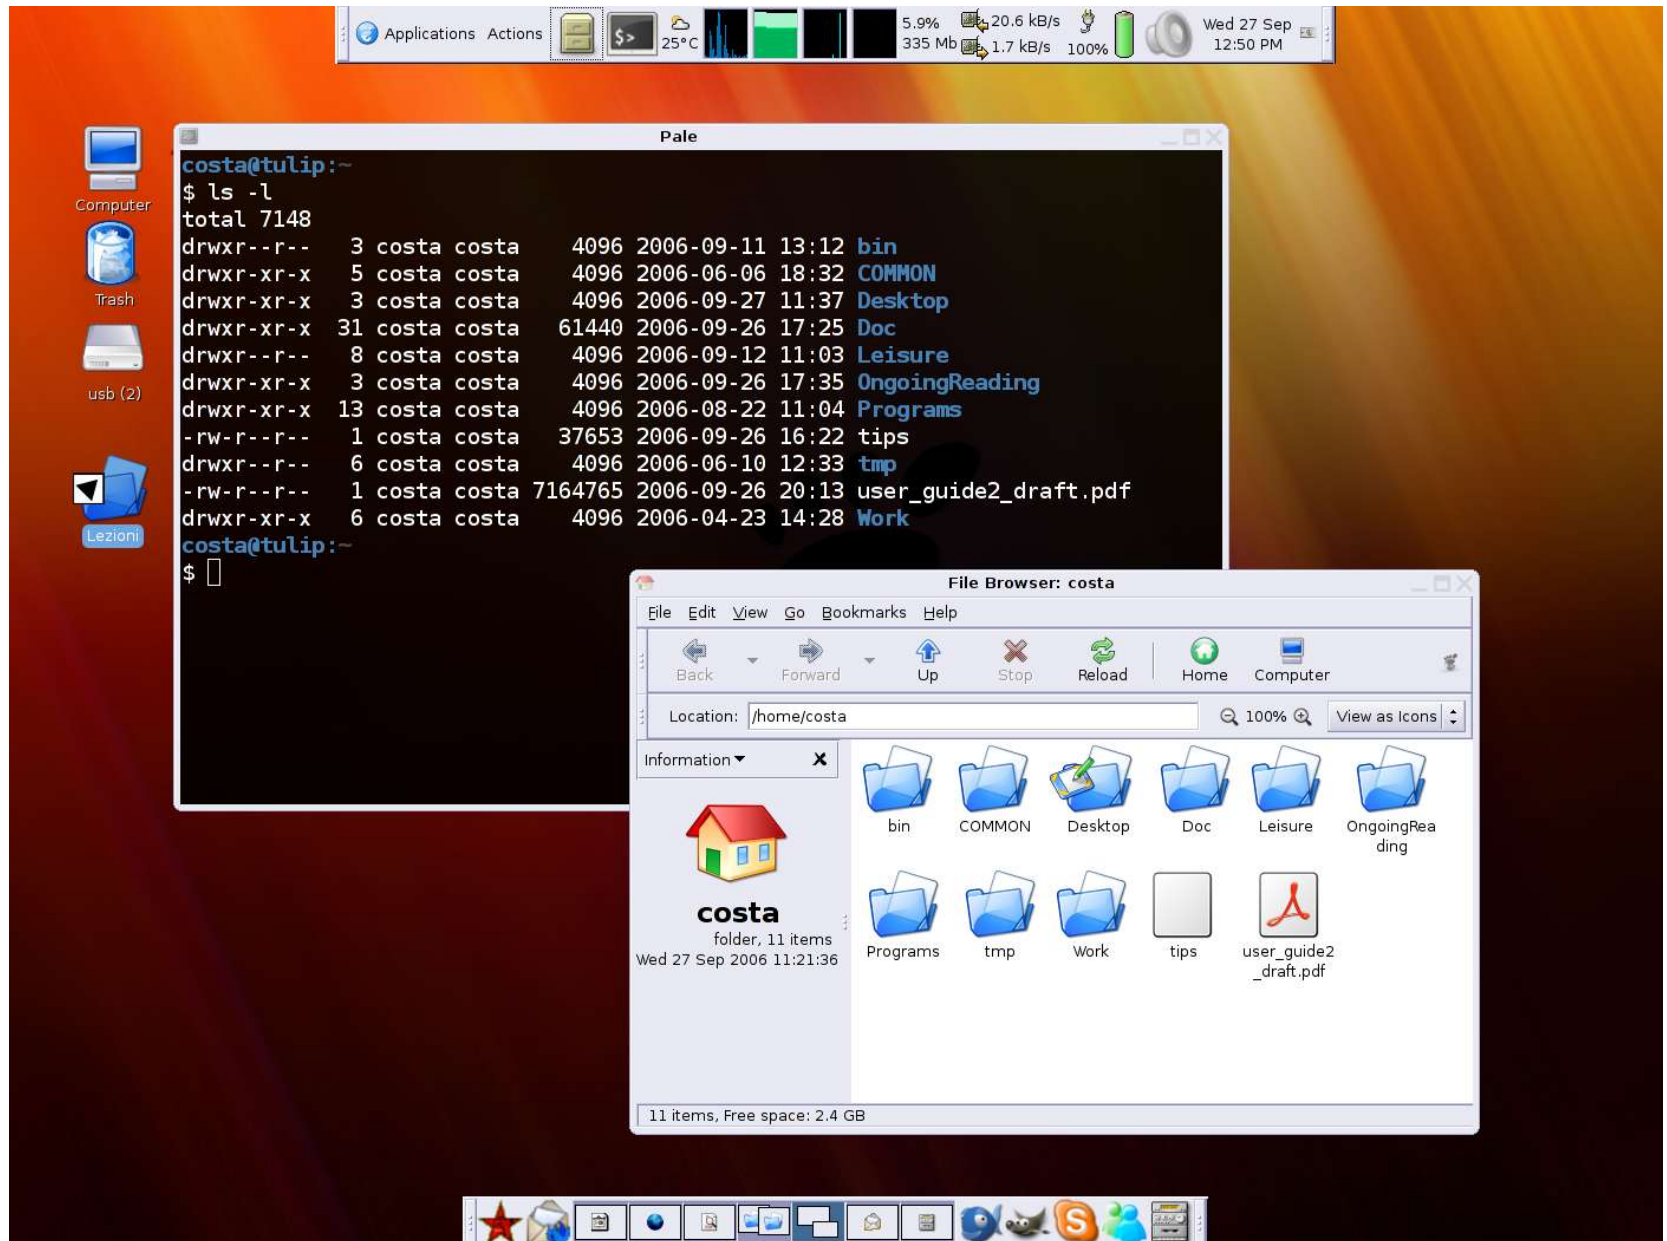 Applications Actions
$>
25°C
5.9%
335 Mb
20.6 kB/s
1.7 kB/s
100%
Wed 27 Sep
12:50 PM
Computer
Trash
usb (2)
Lezioni
Pale
costa@tulip:~
$ ls -l
total 7148
drwxr--r-- 3 costa costa 4096 2006-09-11 13:12 bin
drwxr-xr-x 5 costa costa 4096 2006-06-06 18:32 COMMON
drwxr-xr-x 3 costa costa 4096 2006-09-27 11:37 Desktop
drwxr-xr-x 31 costa costa 61440 2006-09-26 17:25 Doc
drwxr--r-- 8 costa costa 4096 2006-09-12 11:03 Leisure
drwxr-xr-x 3 costa costa 4096 2006-09-26 17:35 OngoingReading
drwxr-xr-x 13 costa costa 4096 2006-08-22 11:04 Programs
-rw-r--r-- 1 costa costa 37653 2006-09-26 16:22 tips
drwxr--r-- 6 costa costa 4096 2006-06-10 12:33 tmp
-rw-r--r-- 1 costa costa 7164765 2006-09-26 20:13 user_guide2_draft.pdf
drwxr-xr-x 6 costa costa 4096 2006-04-23 14:28 Work
costa@tulip:~
$
File Browser: costa
File Edit View Go Bookmarks Help
Back Forward Up Stop Reload Home Computer
Location: /home/costa 100% View as Icons
Information
costa
folder, 11 items
Wed 27 Sep 2006 11:21:36
bin COMMON Desktop Doc Leisure OngoingRea
ding
Programs tmp Work tips user_guide2
_draft.pdf
11 items, Free space: 2.4 GB